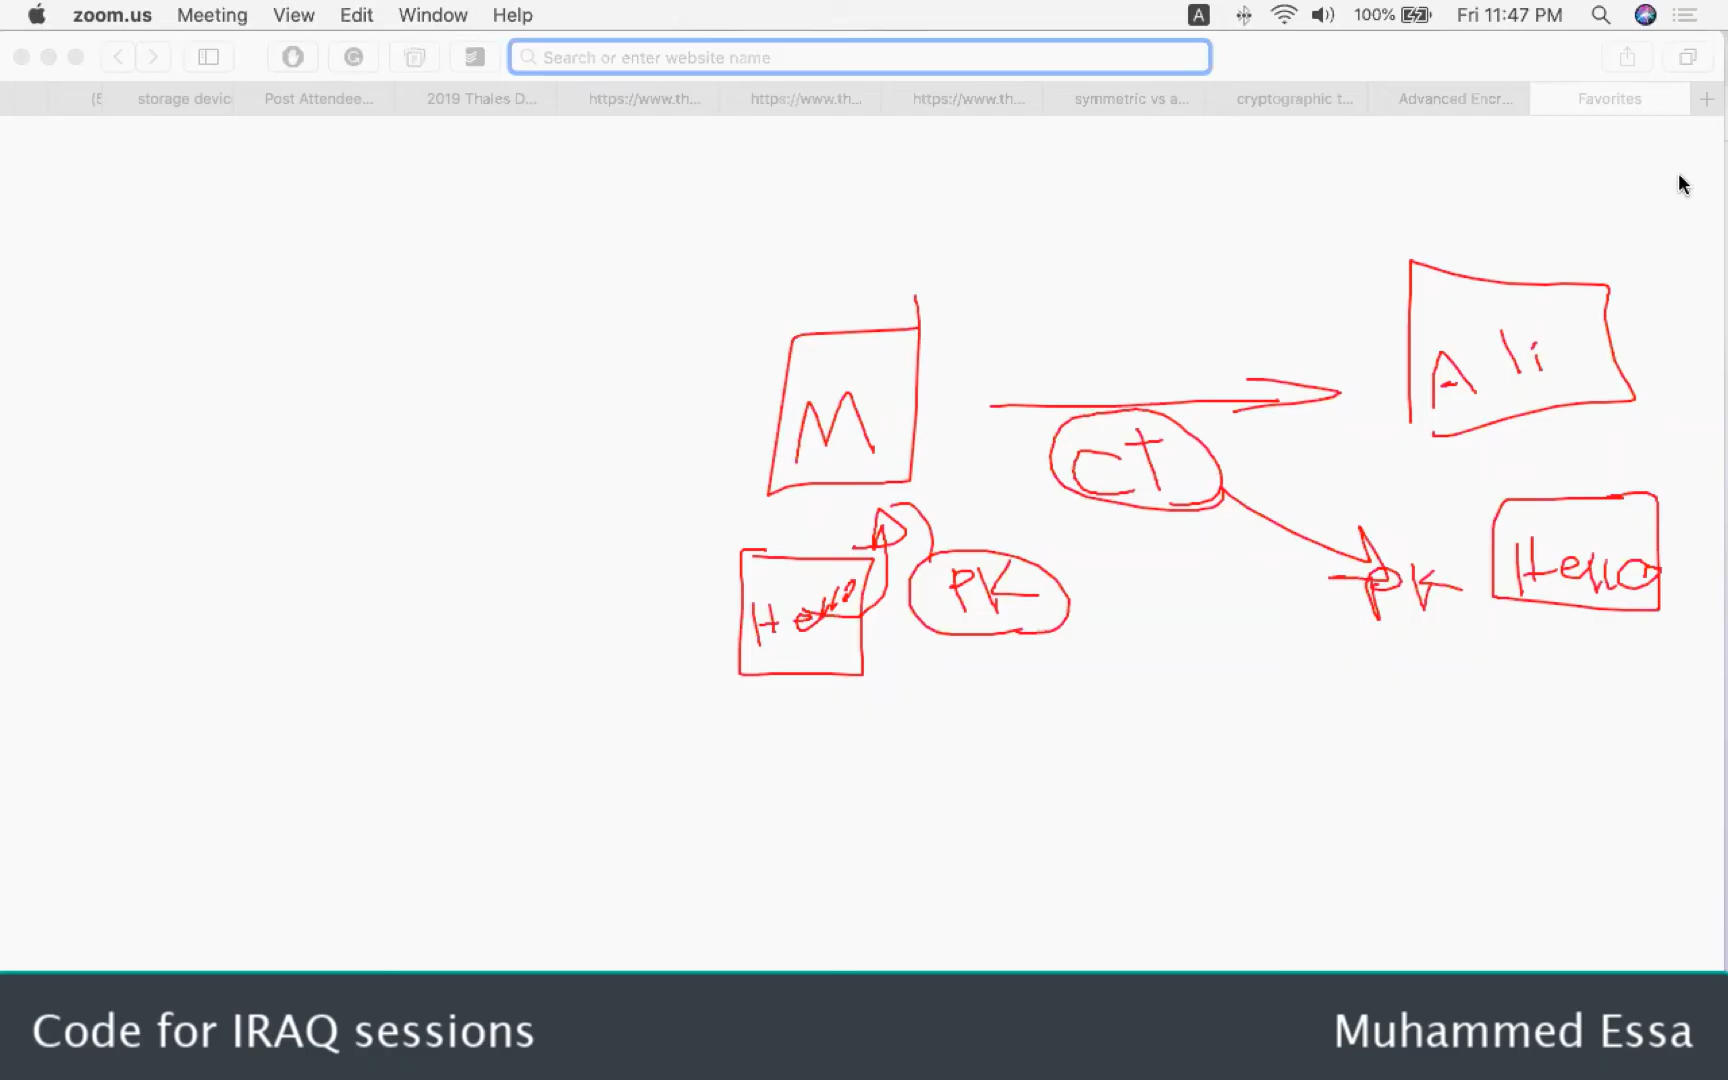 zoom.us Meeting View Edit Window Help A 100% Fri 11:47 PM
Search or enter website name
(E storage devic Post Attendee... 2019 Thales D... https://www.th... https://www.th... https://www.th... symmetric vs a... cryptographic t... Advanced Encr... Favorites +
Ali
M
CT
Hello
PK
PK
Hello
Code for IRAQ sessions
Muhammed Essa